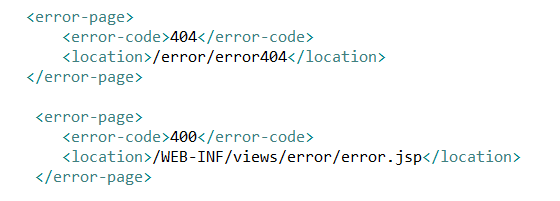 <error-page>
<error-code>404</error-code>
<location>/error/error404</location>
</error-page>
<error-page>
<error-code>400</error-code>
<location>/WEB-INF/views/error/error.jsp</location>
</error-page>